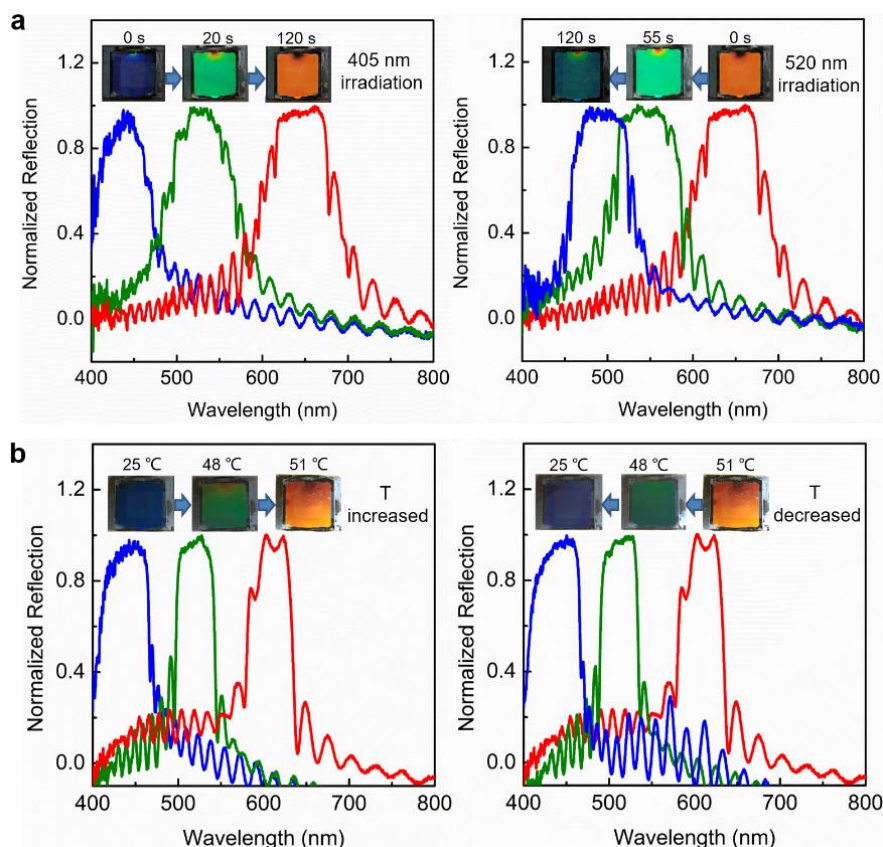 a
0 s 20 s 120 s
405 nm
irradiation
1.2
0.9
0.4
0.0
Normalized Reflection
400 500 600 700 800
Wavelength (nm)
120 s 55 s 0 s
520 nm
irradiation
1.2
0.9
0.4
0.0
Normalized Reflection
400 500 600 700 800
Wavelength (nm)
b
25 °C 48 °C 51 °C
T
increased
1.2
0.8
0.4
0.0
Normalized Reflection
400 500 600 700 800
Wavelength (nm)
25 °C 48 °C 51 °C
T
decreased
1.2
0.8
0.4
0.0
Normalized Reflection
400 500 600 700 800
Wavelength (nm)